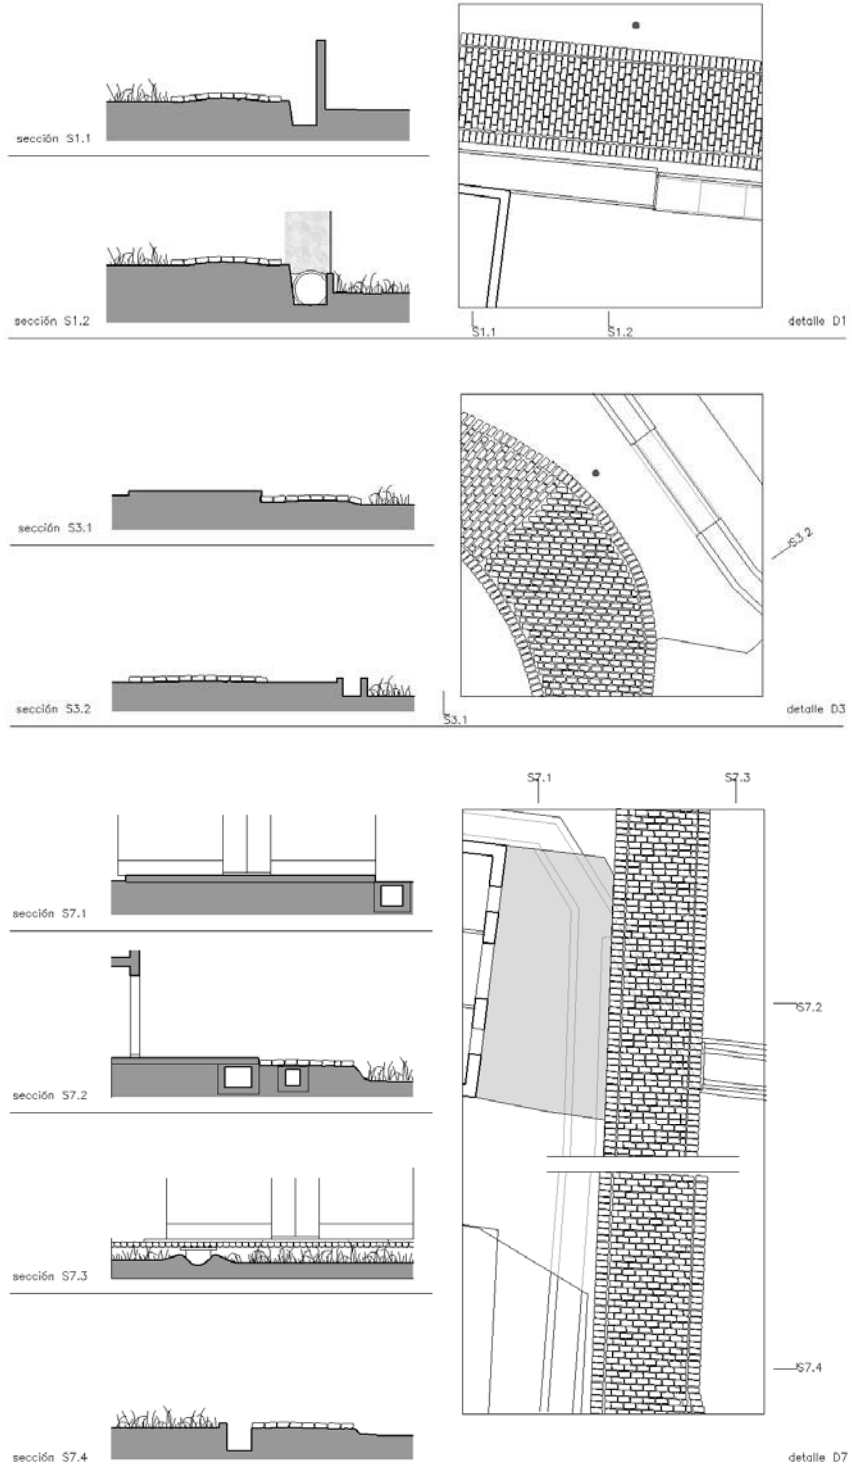 sección S1.1
sección S1.2
S1.1
S1.2
detalle D1
sección S3.1
S3.2
sección S3.2
S3.1
detalle D3
S7.1
S7.3
sección S7.1
S7.2
sección S7.2
sección S7.3
S7.4
sección S7.4
detalle D7